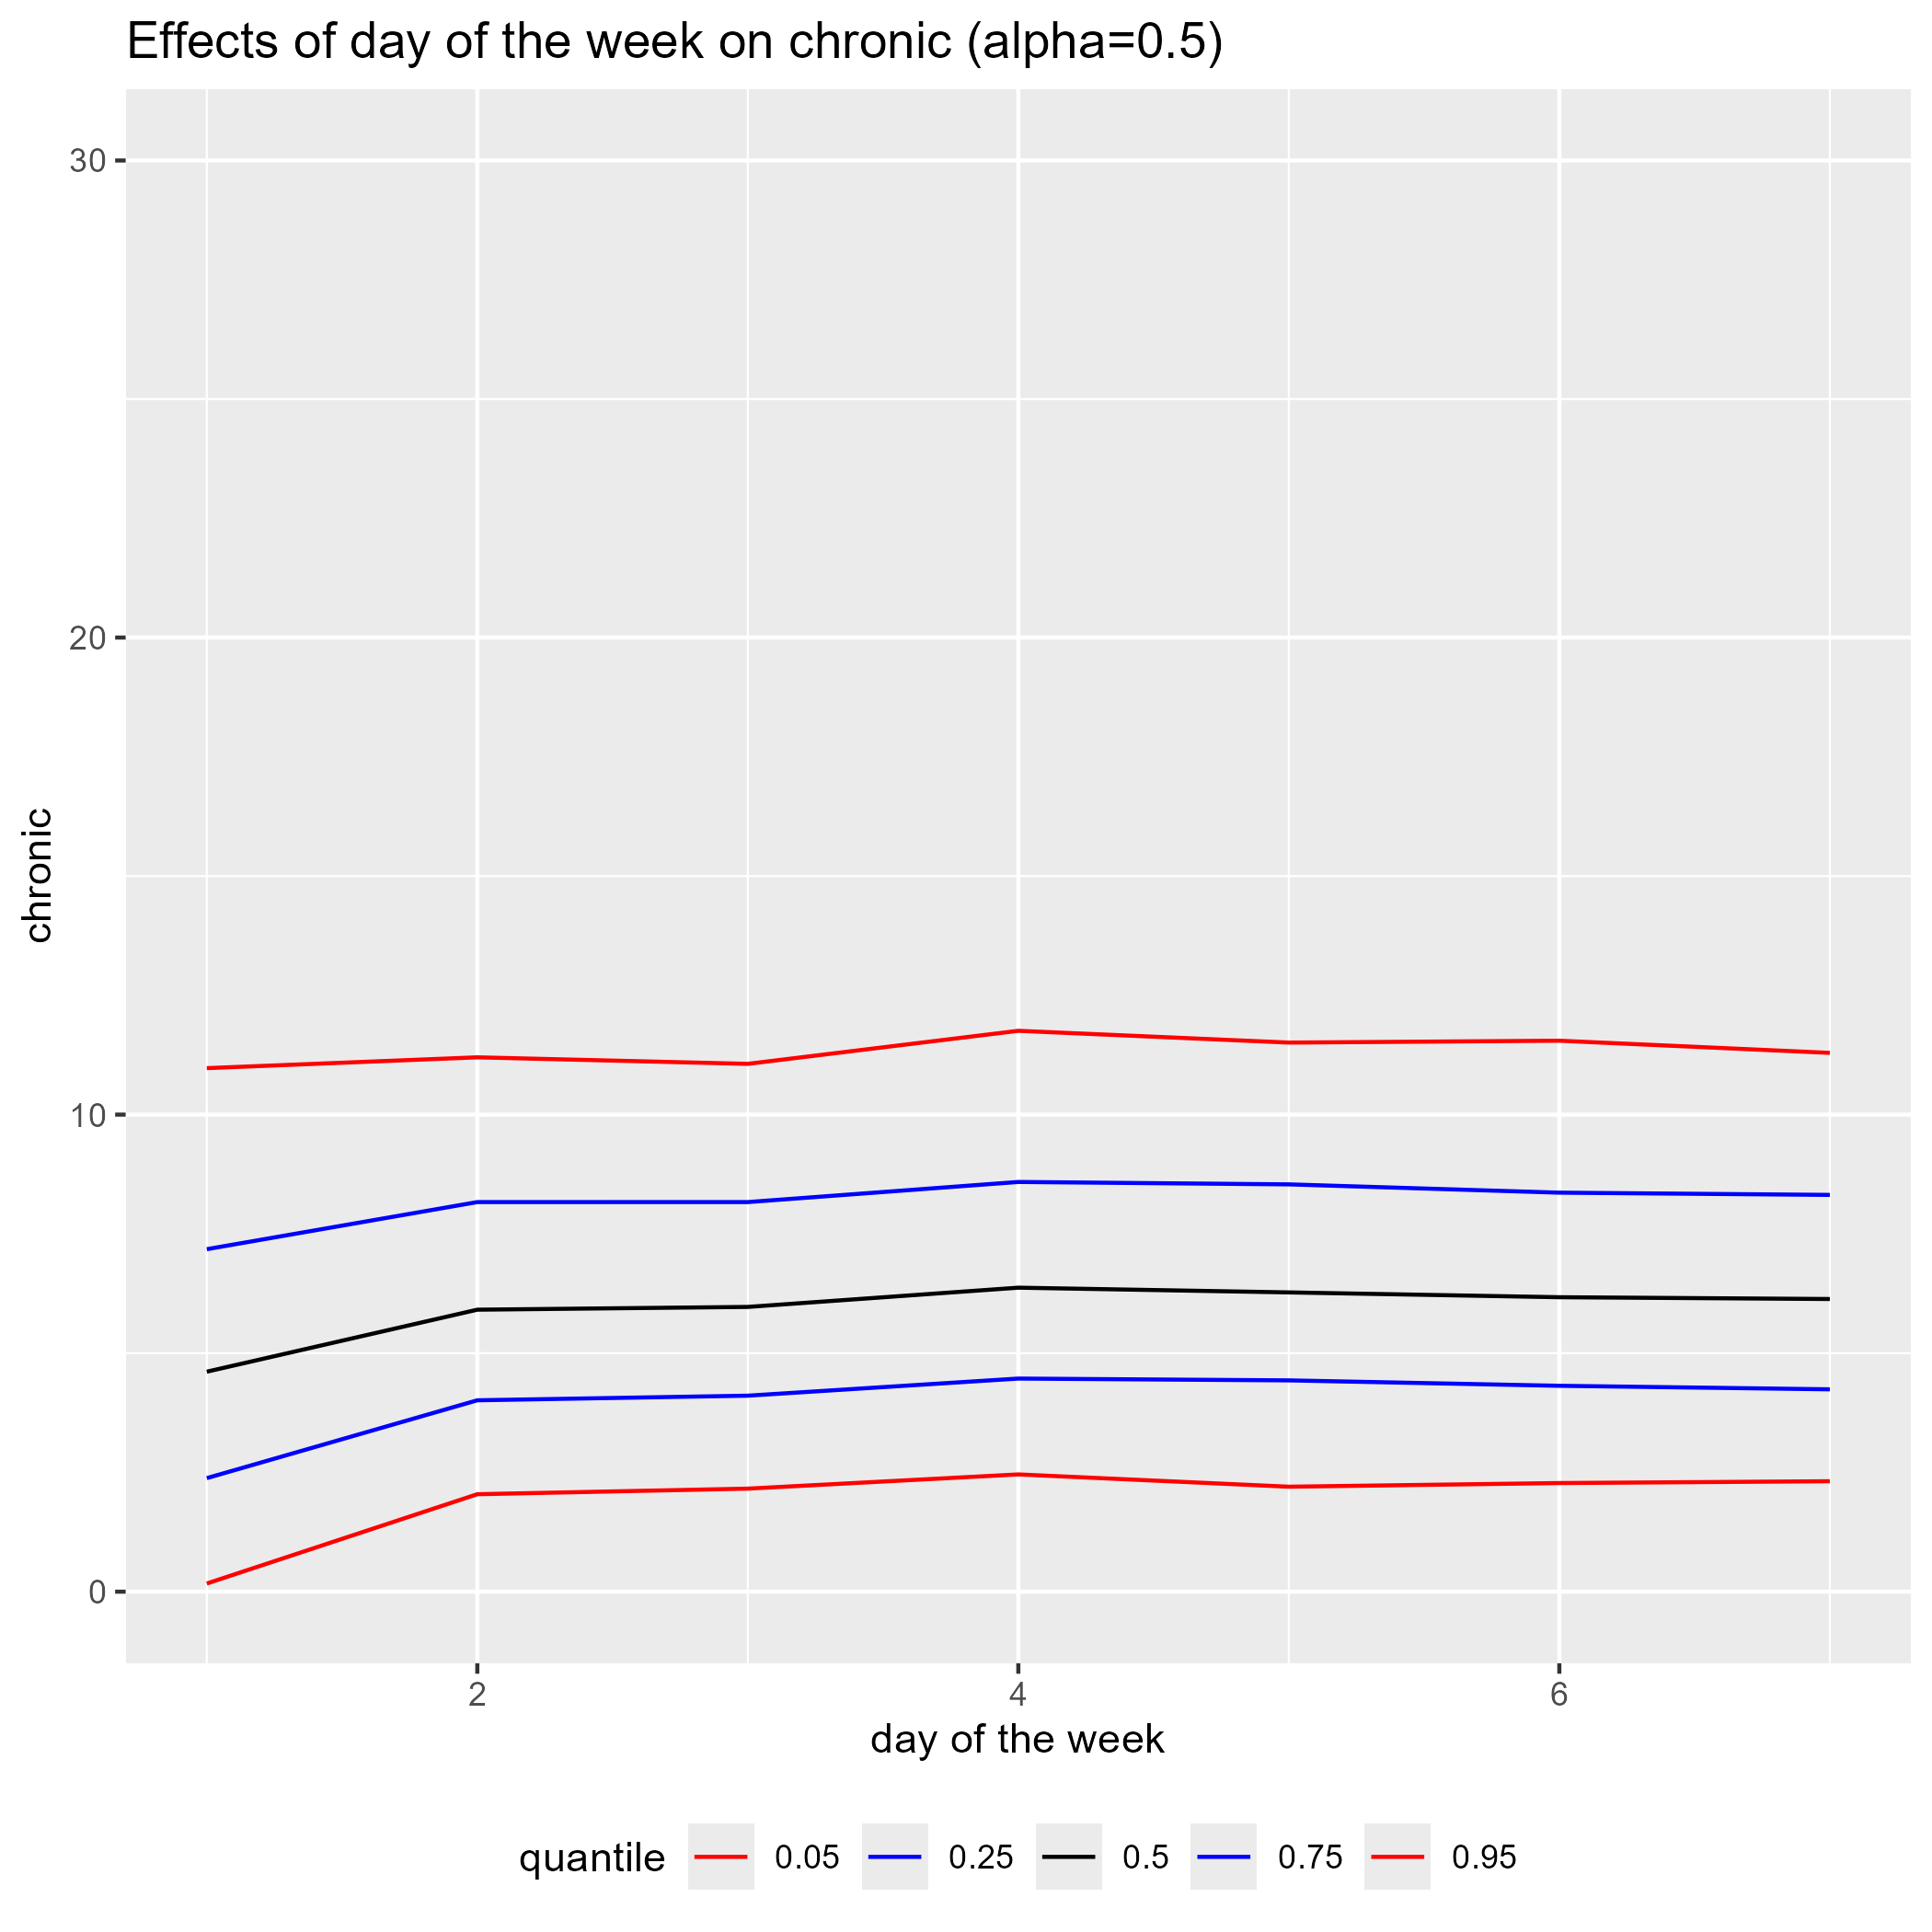 Effects of day of the week on chronic (alpha=0.5)
30
20
10
0
chronic
2 4 6
day of the week
quantile 0.05 0.25 0.5 0.75 0.95